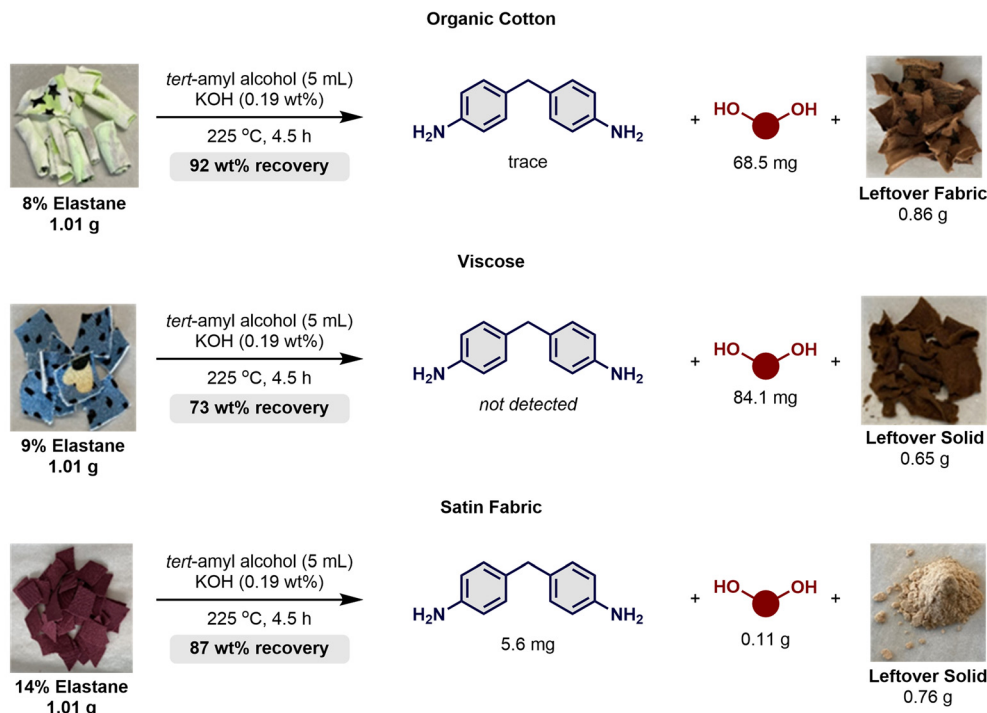 Organic Cotton
tert-amyl alcohol (5 mL)
KOH (0.19 wt%)
225 °C, 4.5 h
92 wt% recovery
8% Elastane
1.01 g
H₂N
NH₂
trace
+
HO
OH
68.5 mg
+
Leftover Fabric
0.86 g
Viscose
tert-amyl alcohol (5 mL)
KOH (0.19 wt%)
225 °C, 4.5 h
73 wt% recovery
9% Elastane
1.01 g
H₂N
NH₂
not detected
+
HO
OH
84.1 mg
+
Leftover Solid
0.65 g
Satin Fabric
tert-amyl alcohol (5 mL)
KOH (0.19 wt%)
225 °C, 4.5 h
87 wt% recovery
14% Elastane
1.01 g
H₂N
NH₂
5.6 mg
+
HO
OH
0.11 g
+
Leftover Solid
0.76 g